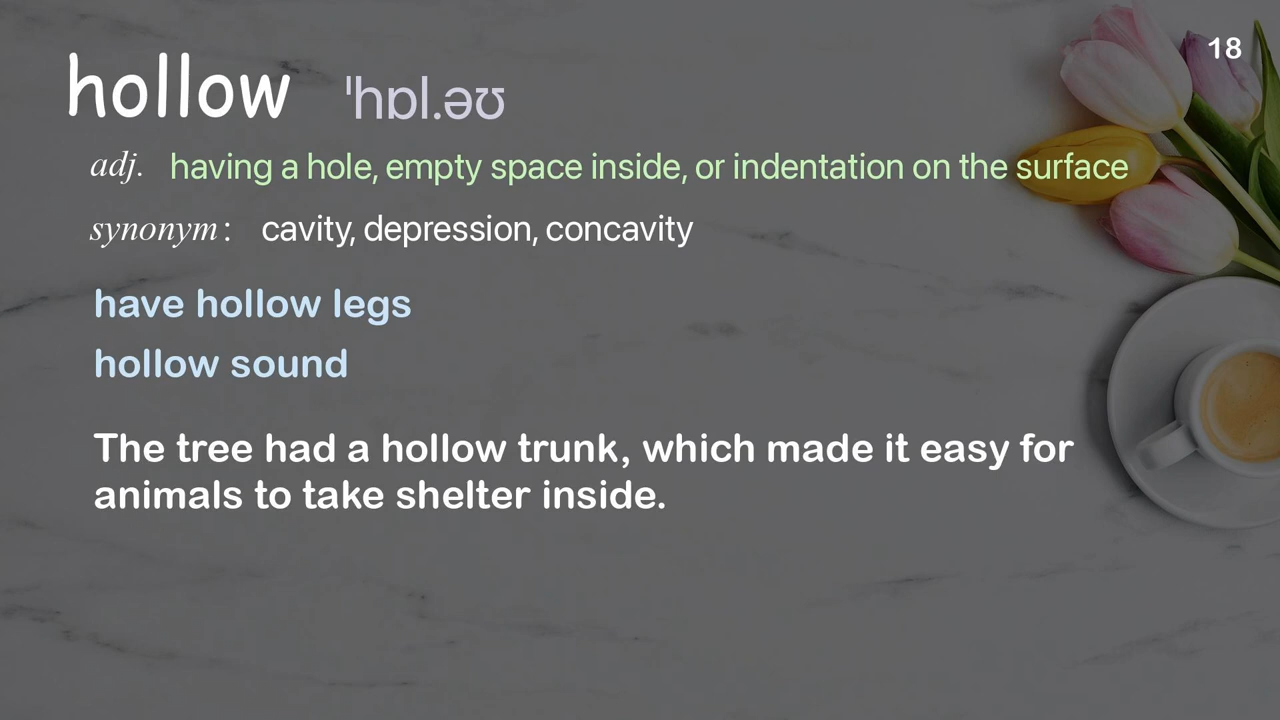 18
hollow ˈhɒl.əʊ
adj. having a hole, empty space inside, or indentation on the surface
synonym: cavity, depression, concavity
have hollow legs
hollow sound
The tree had a hollow trunk, which made it easy for
animals to take shelter inside.